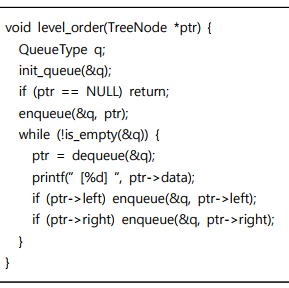 void level_order(TreeNode *ptr) {
QueueType q;
init_queue(&q);
if (ptr == NULL) return;
enqueue(&q, ptr);
while (!is_empty(&q)) {
ptr = dequeue(&q);
printf(” [%d] ”, ptr->data);
if (ptr->left) enqueue(&q, ptr->left);
if (ptr->right) enqueue(&q, ptr->right);
}
}